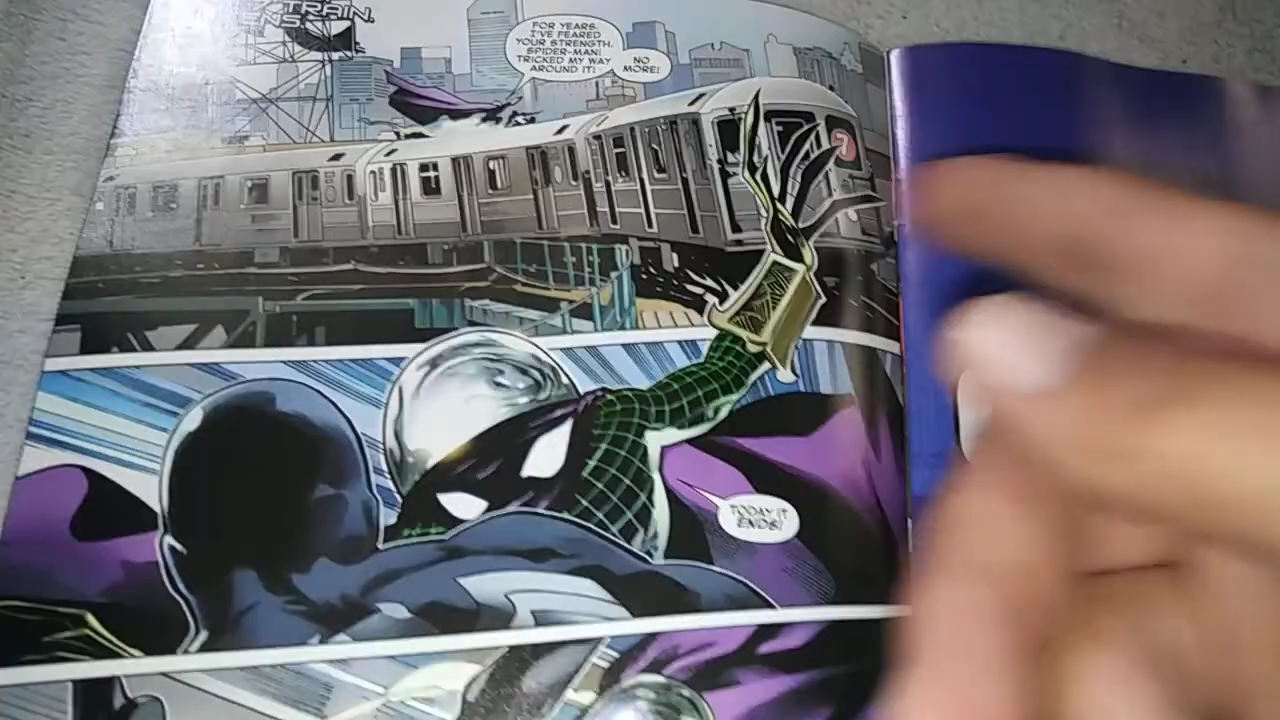 TRAIN,
FOR YEARS,
I'VE FEARED
YOUR STRENGTH,
SPIDER-MAN!
TRICKED MY WAY
AROUND IT!
NO
MORE!
7
TODAY IT
ENDS!